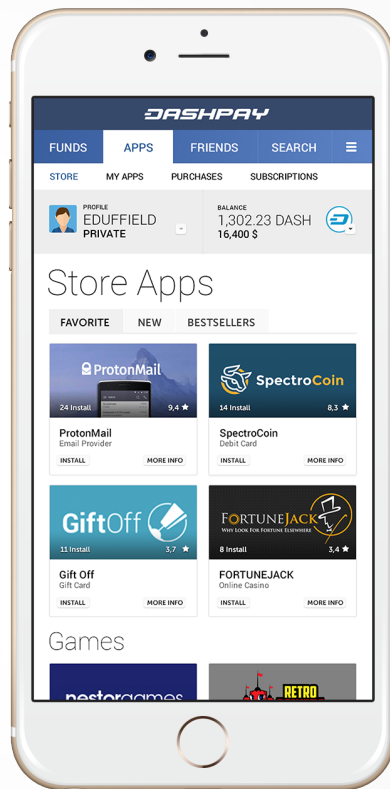 DASHPAY
FUNDS APPS FRIENDS SEARCH
STORE MY APPS PURCHASES SUBSCRIPTIONS
PROFILE
EDUFFIELD
PRIVATE
BALANCE
1,302.23 DASH
16,400 $
Store Apps
FAVORITE NEW BESTSELLERS
ProtonMail
24 Install 9,4
ProtonMail
Email Provider
INSTALL MORE INFO
SpectroCoin
14 Install 8,3
SpectroCoin
Debit Card
INSTALL MORE INFO
GiftOff
11 Install 3,7
Gift Off
Gift Card
INSTALL MORE INFO
FORTUNEJACK
WHY LOOK FOR FORTUNE ELSEWHERE
8 Install 3,4
FORTUNEJACK
Online Casino
INSTALL MORE INFO
Games
nestorgames
RETRO